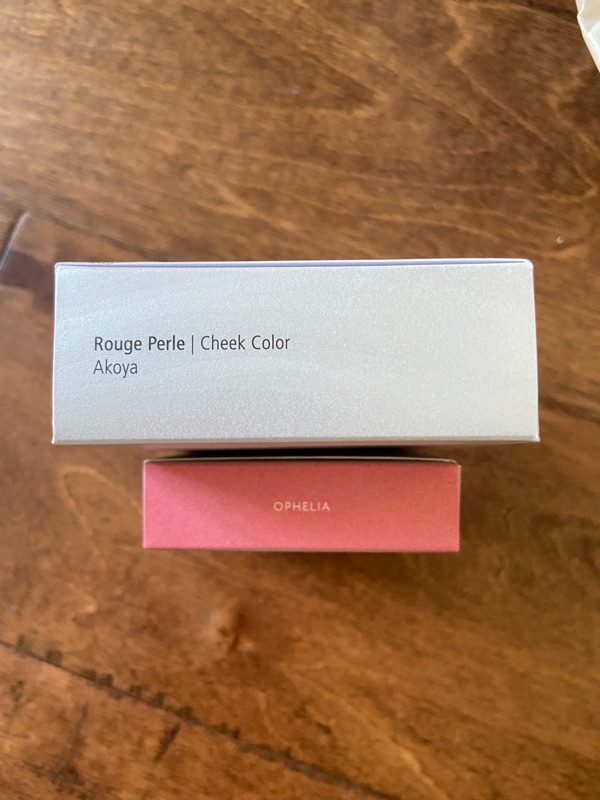 Rouge Perle | Cheek Color
Akoya
OPHELIA